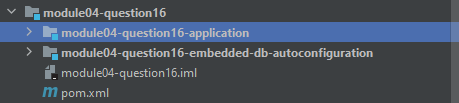 module04-question16
module04-question16-application
module04-question16-embedded-db-autoconfiguration
module04-question16.iml
pom.xml